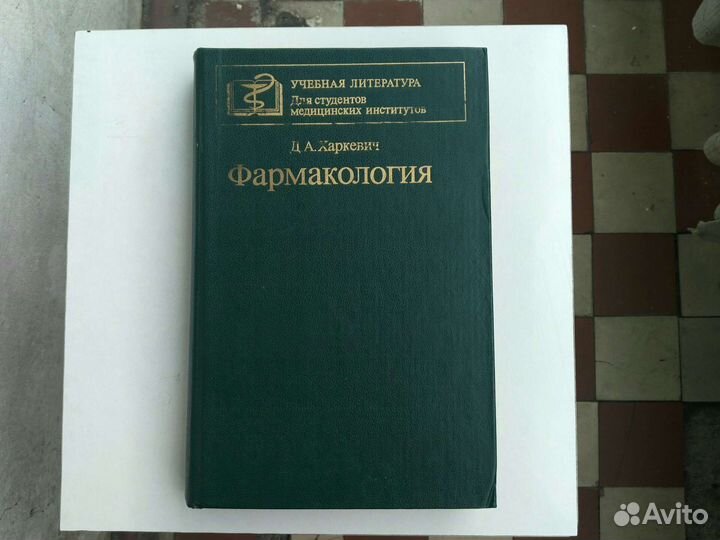 УЧЕБНАЯ ЛИТЕРАТУРА
Для студентов
медицинских институтов
Д.А.Харкевич
Фармакология
Avito